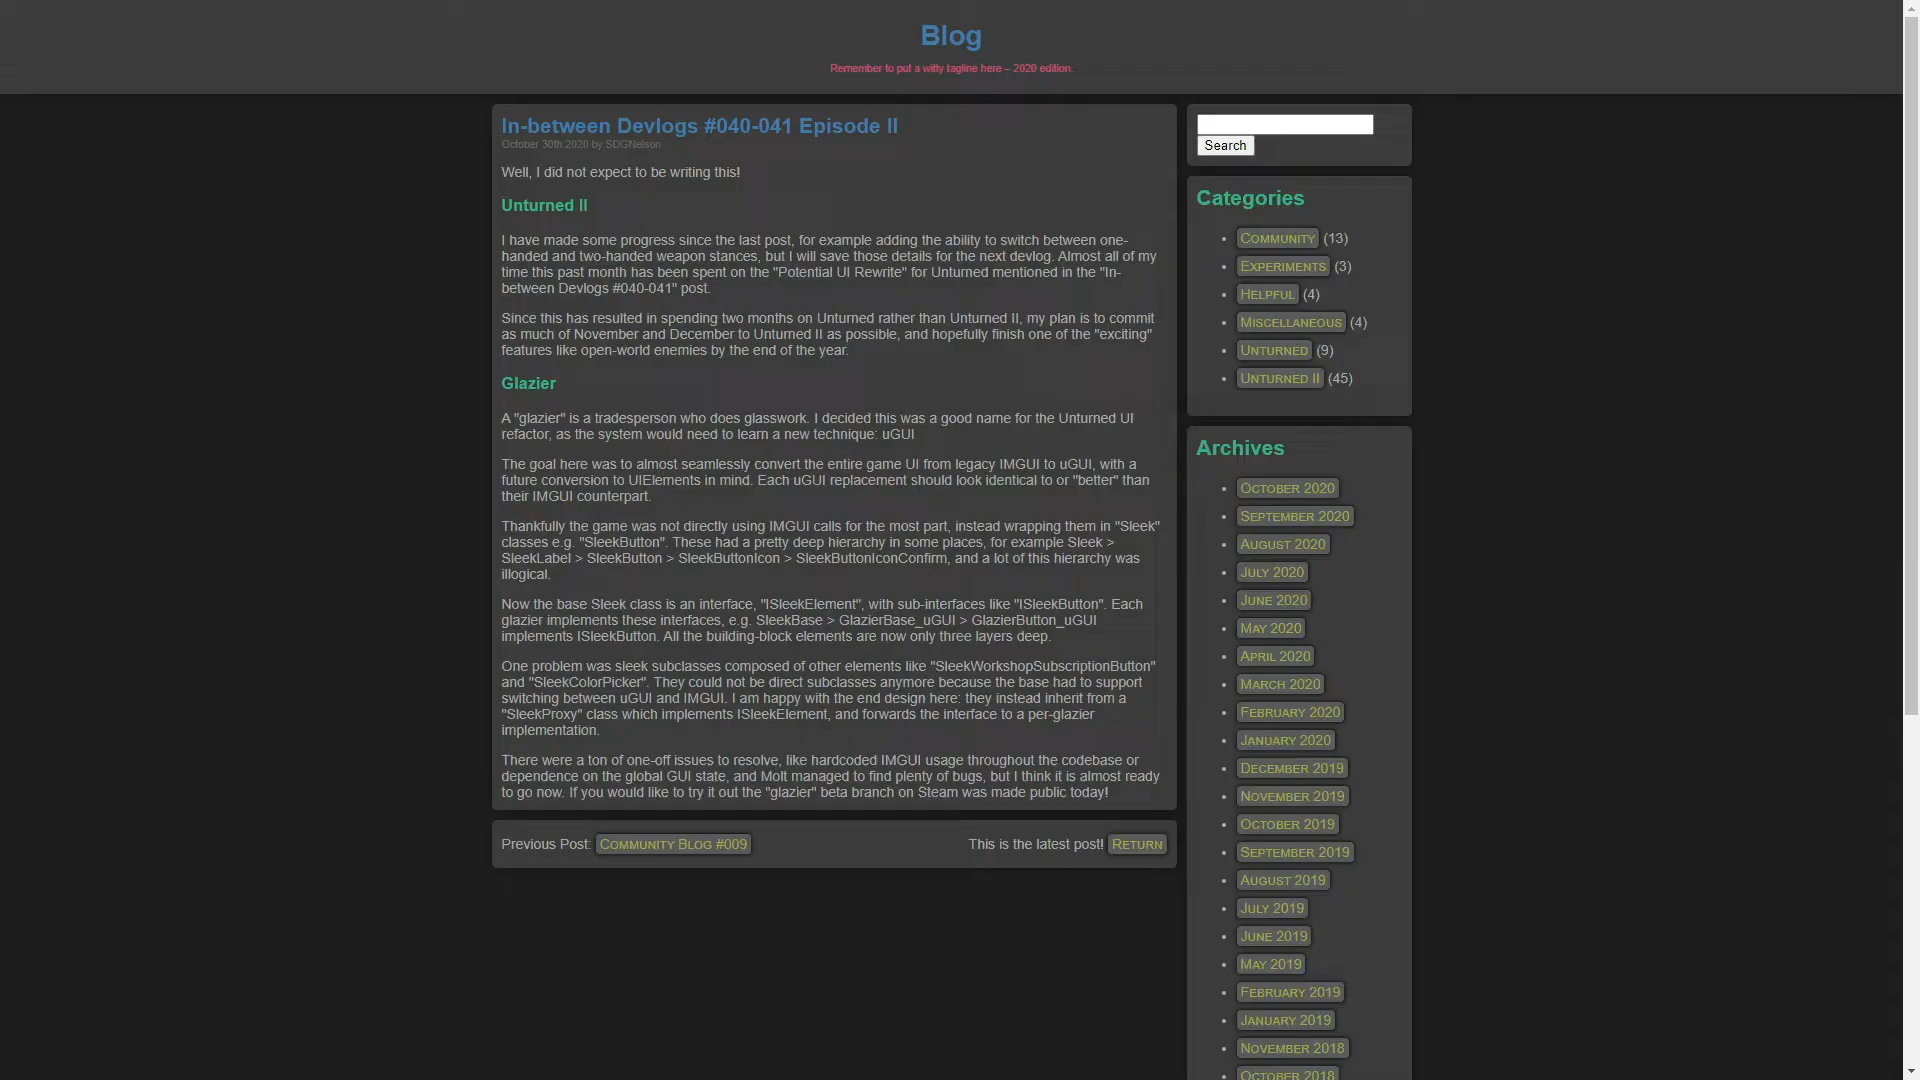 Blog
Remember to put a witty tagline here – 2020 edition.
In-between Devlogs #040-041 Episode II
October 30th 2020 by SDGNelson
Well, I did not expect to be writing this!
Unturned II
I have made some progress since the last post, for example adding the ability to switch between one-
handed and two-handed weapon stances, but I will save those details for the next devlog. Almost all of my
time this past month has been spent on the "Potential UI Rewrite" for Unturned mentioned in the "In-
between Devlogs #040-041" post.
Since this has resulted in spending two months on Unturned rather than Unturned II, my plan is to commit
as much of November and December to Unturned II as possible, and hopefully finish one of the "exciting"
features like open-world enemies by the end of the year.
Glazier
A "glazier" is a tradesperson who does glasswork. I decided this was a good name for the Unturned UI
refactor, as the system would need to learn a new technique: uGUI
The goal here was to almost seamlessly convert the entire game UI from legacy IMGUI to uGUI, with a
future conversion to UIElements in mind. Each uGUI replacement should look identical to or "better" than
their IMGUI counterpart.
Thankfully the game was not directly using IMGUI calls for the most part, instead wrapping them in "Sleek"
classes e.g. "SleekButton". These had a pretty deep hierarchy in some places, for example Sleek >
SleekLabel > SleekButton > SleekButtonIcon > SleekButtonIconConfirm, and a lot of this hierarchy was
illogical.
Now the base Sleek class is an interface, "ISleekElement", with sub-interfaces like "ISleekButton". Each
glazier implements these interfaces, e.g. SleekBase > GlazierBase_uGUI > GlazierButton_uGUI
implements ISleekButton. All the building-block elements are now only three layers deep.
One problem was sleek subclasses composed of other elements like "SleekWorkshopSubscriptionButton"
and "SleekColorPicker". They could not be direct subclasses anymore because the base had to support
switching between uGUI and IMGUI. I am happy with the end design here: they instead inherit from a
"SleekProxy" class which implements ISleekElement, and forwards the interface to a per-glazier
implementation.
There were a ton of one-off issues to resolve, like hardcoded IMGUI usage throughout the codebase or
dependence on the global GUI state, and Molt managed to find plenty of bugs, but I think it is almost ready
to go now. If you would like to try it out the "glazier" beta branch on Steam was made public today!
Previous Post: Community Blog #009
This is the latest post! Return
Search
Categories
Community (13)
Experiments (3)
Helpful (4)
Miscellaneous (4)
Unturned (9)
Unturned II (45)
Archives
October 2020
September 2020
August 2020
July 2020
June 2020
May 2020
April 2020
March 2020
February 2020
January 2020
December 2019
November 2019
October 2019
September 2019
August 2019
July 2019
June 2019
May 2019
February 2019
January 2019
November 2018
October 2018